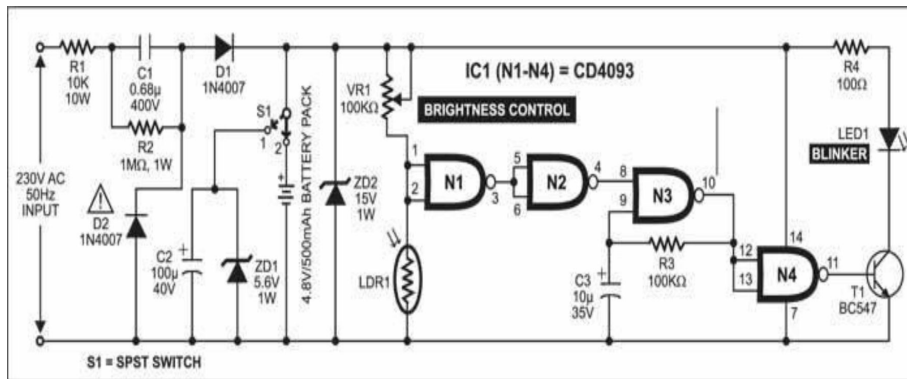 R1
10K
10W
C1
0.68µ
400V
D1
1N4007
R2
1MΩ, 1W
230V AC
50Hz
INPUT
D2
1N4007
C2
100µ
40V
ZD1
5.6V
1W
S1
1
2
4.8V/500mAh BATTERY PACK
ZD2
15V
1W
VR1
100KΩ
BRIGHTNESS CONTROL
IC1 (N1-N4) = CD4093
LDR1
1
2
N1
3
5
6
N2
4
8
9
N3
10
R3
100KΩ
C3
10µ
35V
12
13
N4
14
7
11
R4
100Ω
LED1
BLINKER
T1
BC547
S1 = SPST SWITCH